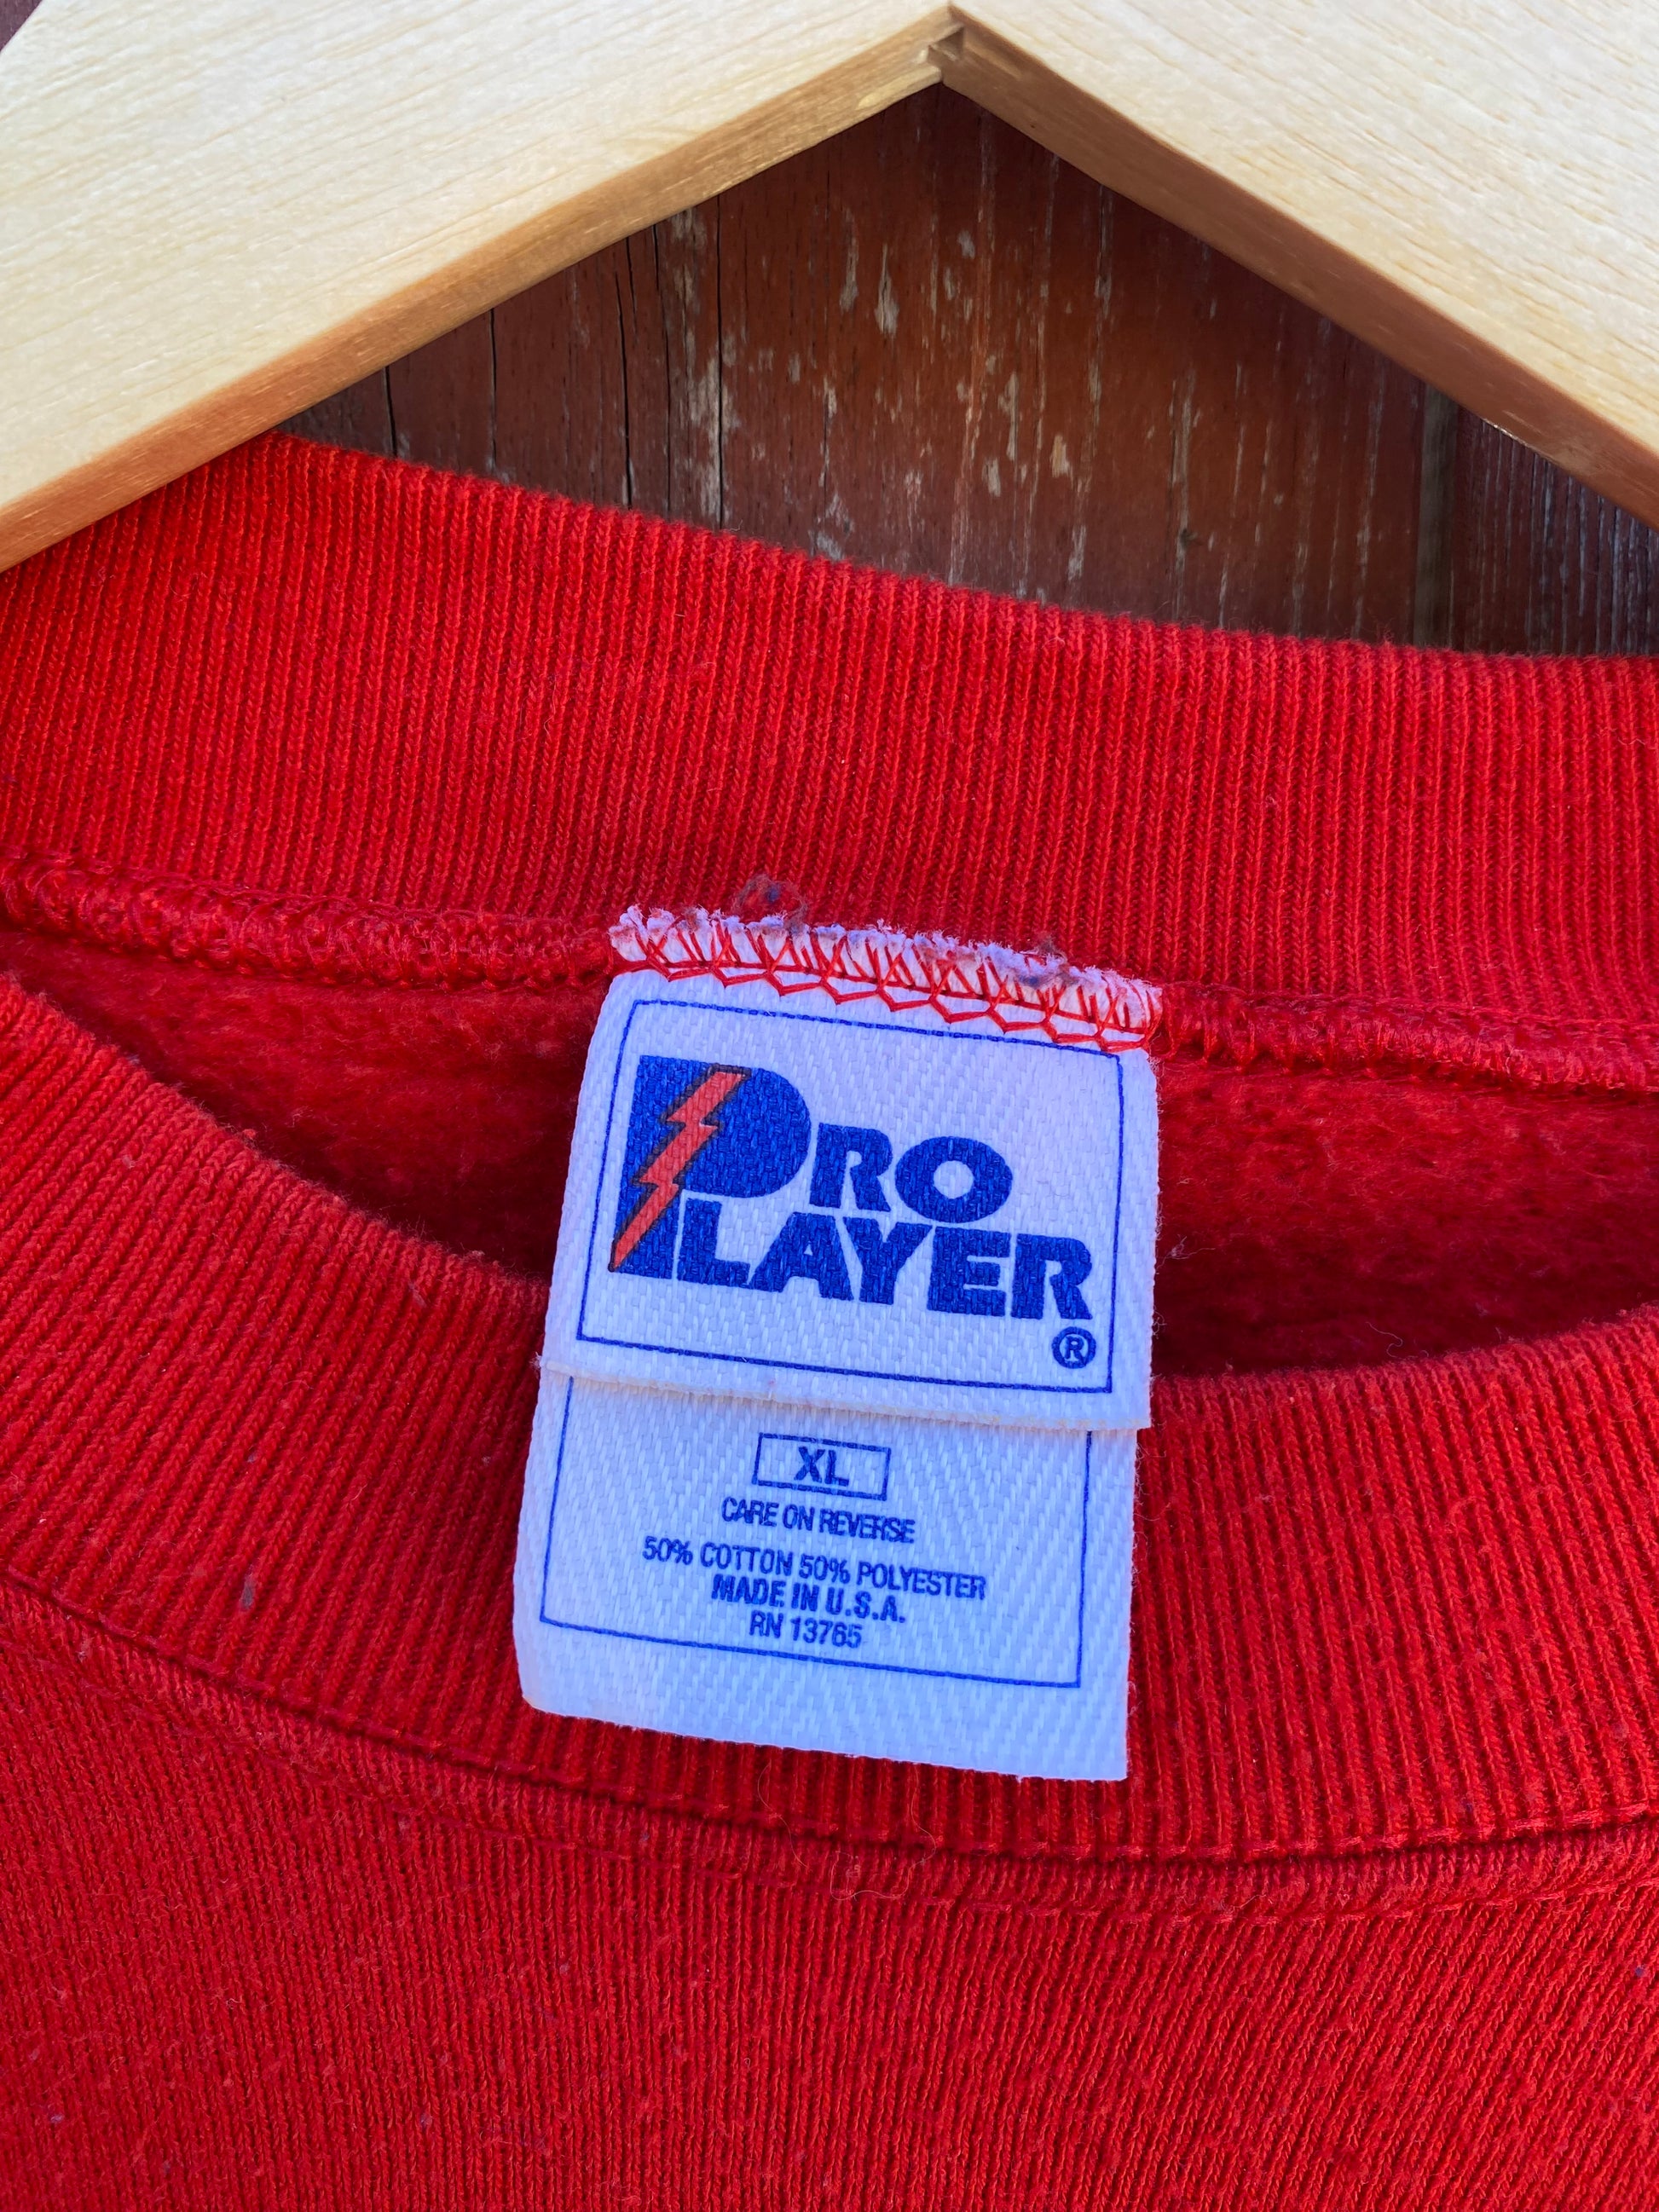 PRO
PLAYER
®
XL
CARE ON REVERSE
50% COTTON 50% POLYESTER
MADE IN U.S.A.
RN 13765